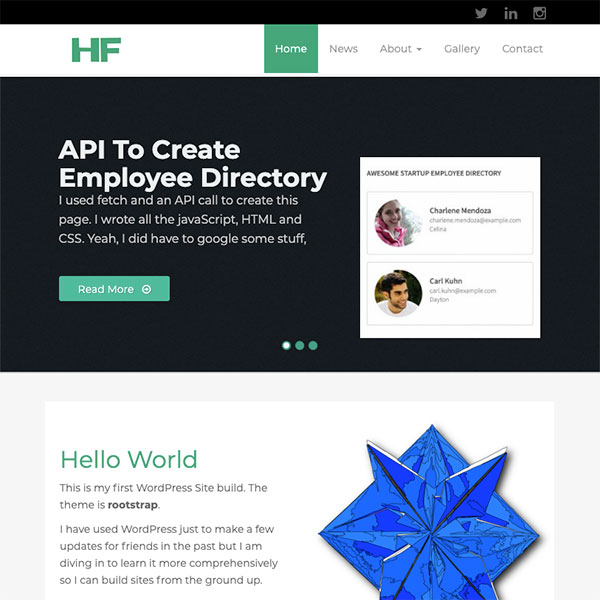 HF
Home News About Gallery Contact
API To Create
Employee Directory
I used fetch and an API call to create this
page. I wrote all the javaScript, HTML and
CSS. Yeah, I did have to google some stuff,
Read More
AWESOME STARTUP EMPLOYEE DIRECTORY
Charlene Mendoza
charlene.mendoza@example.com
Celina
Carl Kuhn
carl.kuhn@example.com
Dayton
Hello World
This is my first WordPress Site build. The
theme is rootstrap.
I have used WordPress just to make a few
updates for friends in the past but I am
diving in to learn it more comprehensively
so I can build sites from the ground up.